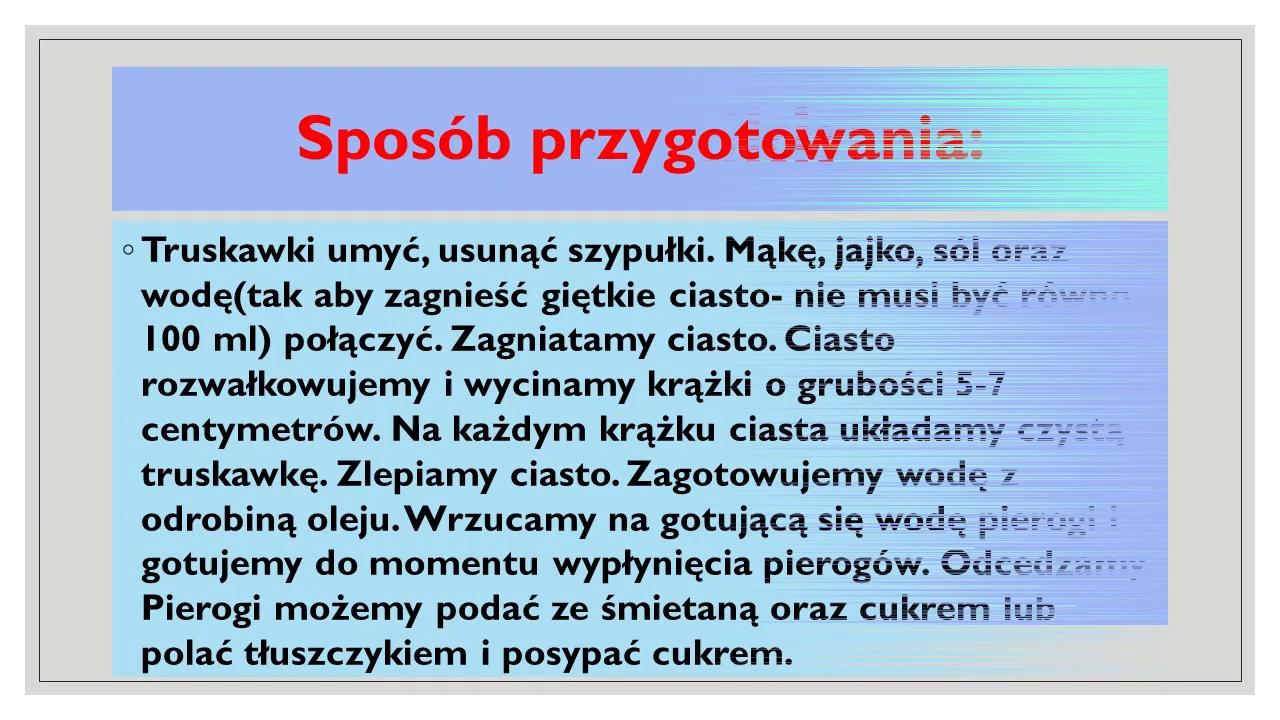 Sposób przygotowania:
Truskawki umyć, usunąć szypułki. Mąkę, jajko, sól oraz
wodę(tak aby zagnieść giętkie ciasto- nie musi być równo
100 ml) połączyć. Zagniatamy ciasto. Ciasto
rozwałkowujemy i wycinamy krążki o grubości 5-7
centymetrów. Na każdym krążku ciasta układamy czystą
truskawkę. Zlepiamy ciasto. Zagotowujemy wodę z
odrobiną oleju. Wrzucamy na gotującą się wodę pierogi i
gotujemy do momentu wypłynięcia pierogów. Odcedzamy
Pierogi możemy podać ze śmietaną oraz cukrem lub
polać tłuszczykiem i posypać cukrem.